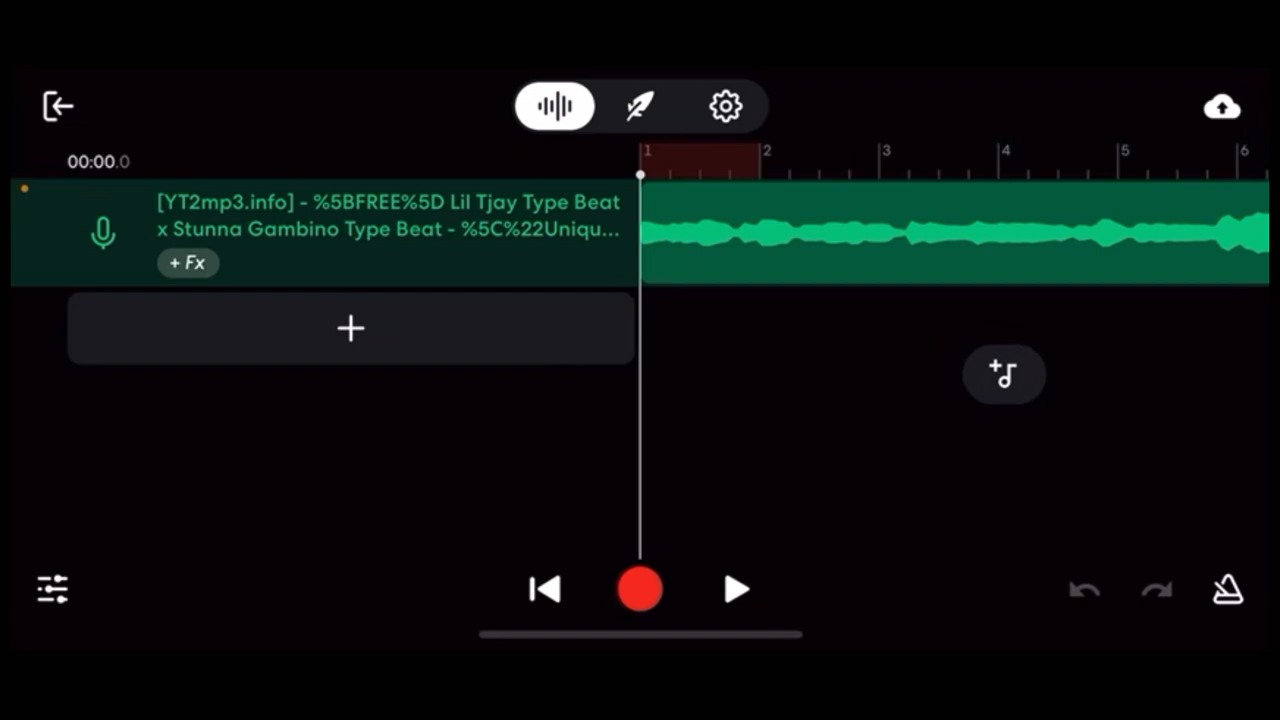 00:00.0
1 2 3 4 5 6
[YT2mp3.info] - %5BFREE%5D Lil Tjay Type Beat
x Stunna Gambino Type Beat - %5C%22Uniqu...
+ Fx